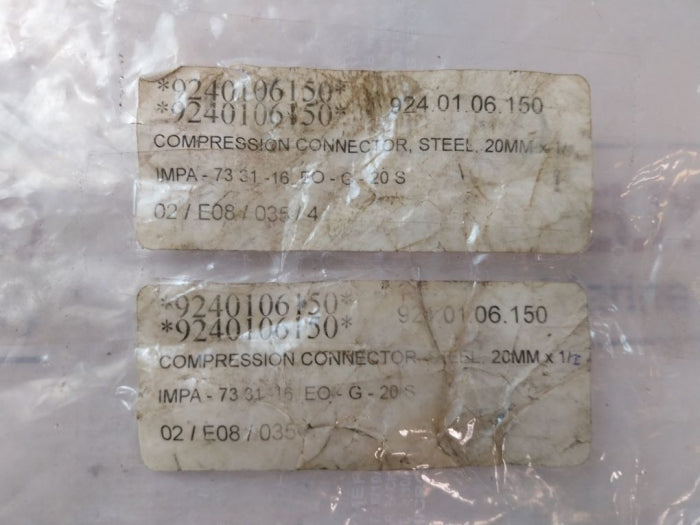 *9240106150*
*9240106150* 924.01.06.150
COMPRESSION CONNECTOR, STEEL, 20MM x 1/
IMPA - 73 31 -16 EO - G - 20 S
02 / E08 / 035 / 4
*9240106150*
*9240106150* 924.01.06.150
COMPRESSION CONNECTOR STEEL, 20MM x 1/2
IMPA - 73 31 -16 EO - G - 20 S
02 / E08 / 035